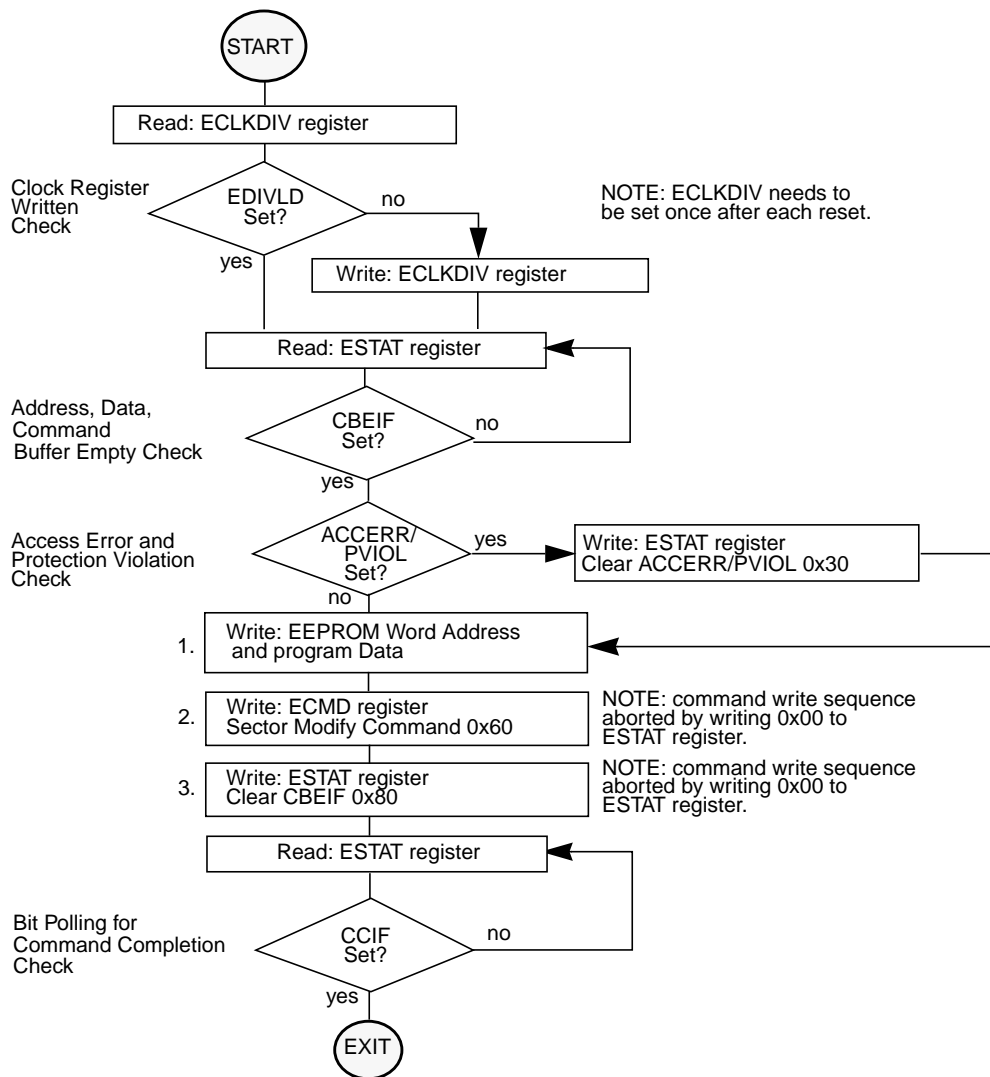 START
Read: ECLKDIV register
Clock Register
Written
Check
EDIVLD
Set?
no
yes
NOTE: ECLKDIV needs to
be set once after each reset.
Write: ECLKDIV register
Read: ESTAT register
Address, Data,
Command
Buffer Empty Check
CBEIF
Set?
no
yes
Access Error and
Protection Violation
Check
ACCERR/
PVIOL
Set?
yes
no
Write: ESTAT register
Clear ACCERR/PVIOL 0x30
1.
Write: EEPROM Word Address
and program Data
2.
Write: ECMD register
Sector Modify Command 0x60
NOTE: command write sequence
aborted by writing 0x00 to
ESTAT register.
3.
Write: ESTAT register
Clear CBEIF 0x80
NOTE: command write sequence
aborted by writing 0x00 to
ESTAT register.
Read: ESTAT register
Bit Polling for
Command Completion
Check
CCIF
Set?
no
yes
EXIT